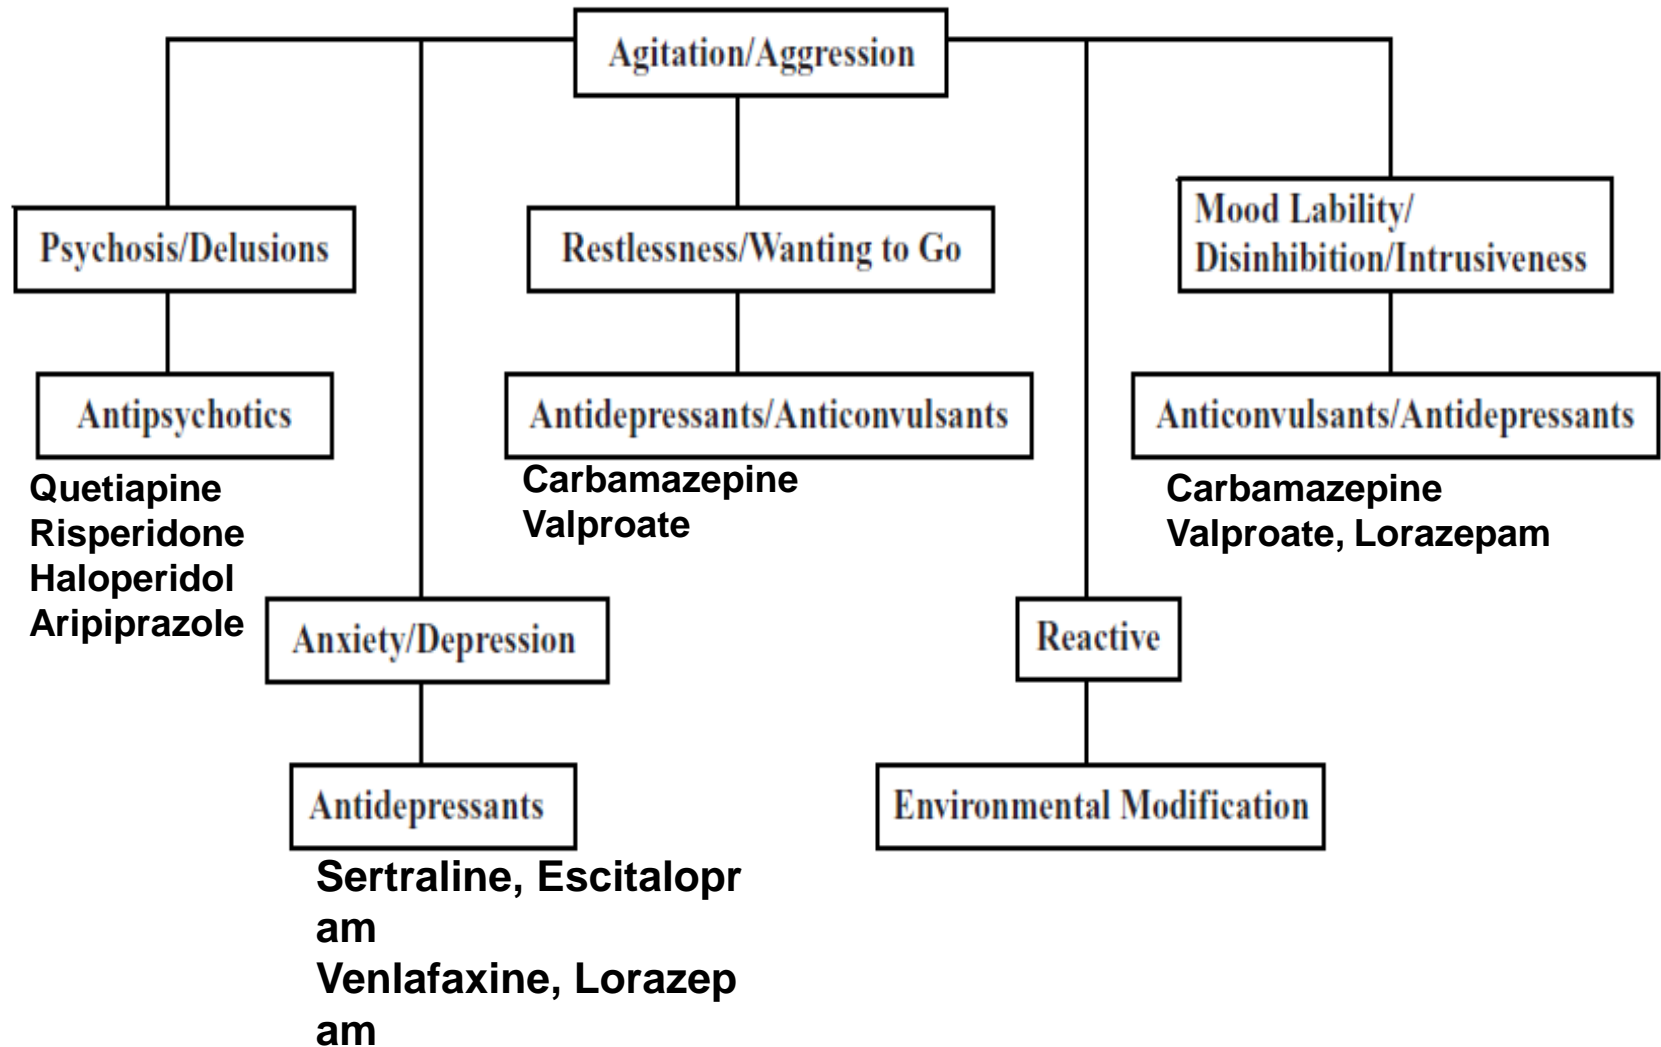 Agitation/Aggression
Psychosis/Delusions
Restlessness/Wanting to Go
Mood Lability/
Disinhibition/Intrusiveness
Antipsychotics
Antidepressants/Anticonvulsants
Anticonvulsants/Antidepressants
Quetiapine
Risperidone
Haloperidol
Aripiprazole
Carbamazepine
Valproate
Carbamazepine
Valproate, Lorazepam
Anxiety/Depression
Reactive
Antidepressants
Environmental Modification
Sertraline, Escitalopr
am
Venlafaxine, Lorazep
am